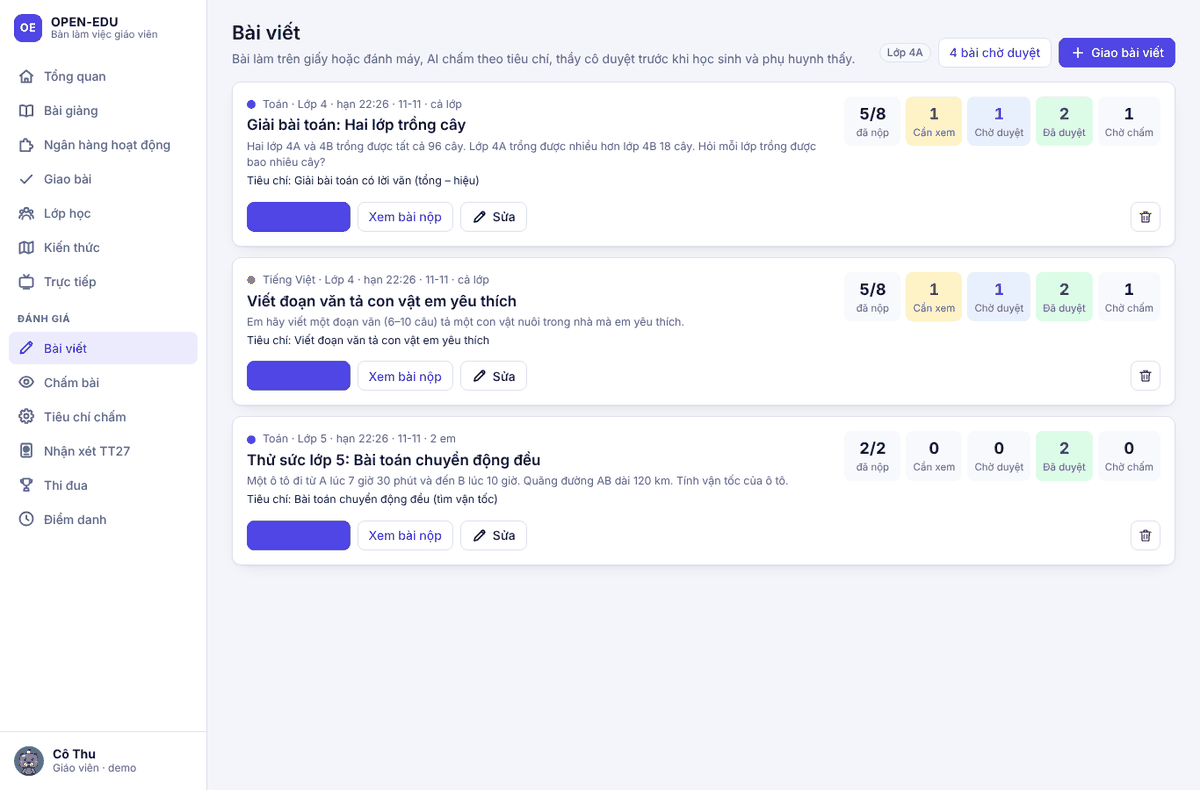 OE
OPEN-EDU
Bàn làm việc giáo viên
Tổng quan
Bài giảng
Ngân hàng hoạt động
Giao bài
Lớp học
Kiến thức
Trực tiếp
ĐÁNH GIÁ
Bài viết
Chấm bài
Tiêu chí chấm
Nhận xét TT27
Thi đua
Điểm danh
Cô Thu
Giáo viên · demo
Bài viết
Bài làm trên giấy hoặc đánh máy, AI chấm theo tiêu chí, thầy cô duyệt trước khi học sinh và phụ huynh thấy.
Lớp 4A
4 bài chờ duyệt
+ Giao bài viết
Toán · Lớp 4 · hạn 22:26 · 11-11 · cả lớp
Giải bài toán: Hai lớp trồng cây
Hai lớp 4A và 4B trồng được tất cả 96 cây. Lớp 4A trồng được nhiều hơn lớp 4B 18 cây. Hỏi mỗi lớp trồng được
bao nhiêu cây?
Tiêu chí: Giải bài toán có lời văn (tổng – hiệu)
5/8 1 1 2 1
đã nộp Cần xem Chờ duyệt Đã duyệt Chờ chấm
Xem bài nộp
Sửa
Tiếng Việt · Lớp 4 · hạn 22:26 · 11-11 · cả lớp
Viết đoạn văn tả con vật em yêu thích
Em hãy viết một đoạn văn (6–10 câu) tả một con vật nuôi trong nhà mà em yêu thích.
Tiêu chí: Viết đoạn văn tả con vật em yêu thích
5/8 1 1 2 1
đã nộp Cần xem Chờ duyệt Đã duyệt Chờ chấm
Xem bài nộp
Sửa
Toán · Lớp 5 · hạn 22:26 · 11-11 · 2 em
Thử sức lớp 5: Bài toán chuyển động đều
Một ô tô đi từ A lúc 7 giờ 30 phút và đến B lúc 10 giờ. Quãng đường AB dài 120 km. Tính vận tốc của ô tô.
Tiêu chí: Bài toán chuyển động đều (tìm vận tốc)
2/2 0 0 2 0
đã nộp Cần xem Chờ duyệt Đã duyệt Chờ chấm
Xem bài nộp
Sửa